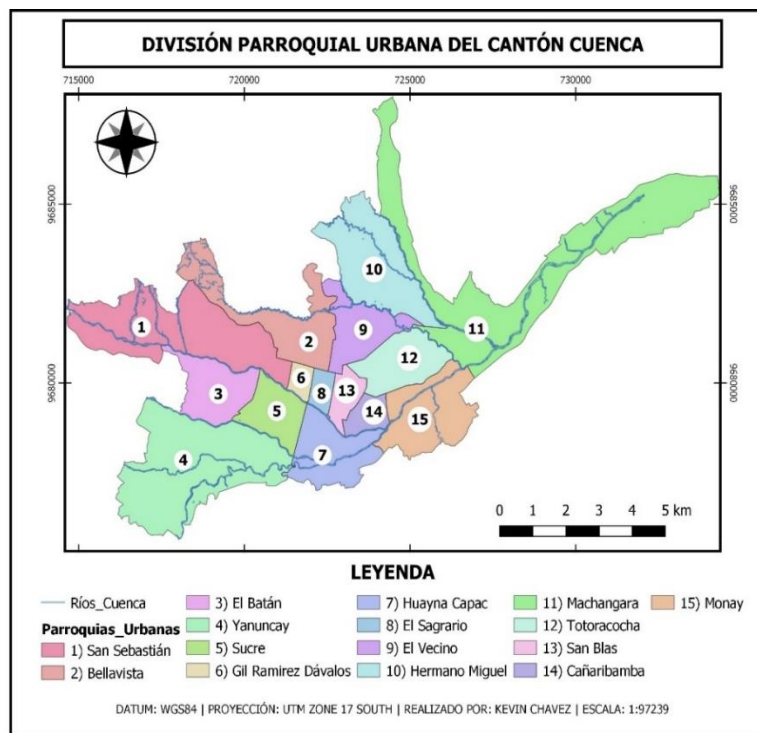 DIVISIÓN PARROQUIAL URBANA DEL CANTÓN CUENCA
715000 720000 725000 730000
9685000
9685000
9680000
9680000
1
2
3
4
5
6
7
8
9
10
11
12
13
14
15
0 1 2 3 4 5 km
LEYENDA
Ríos_Cuenca
Parroquias_Urbanas
1) San Sebastián
2) Bellavista
3) El Batán
4) Yanuncay
5) Sucre
6) Gil Ramirez Dávalos
7) Huayna Capac
8) El Sagrario
9) El Vecino
10) Hermano Miguel
11) Machangara
12) Totoracocha
13) San Blas
14) Cañaribamba
15) Monay
DATUM: WGS84 | PROYECCIÓN: UTM ZONE 17 SOUTH | REALIZADO POR: KEVIN CHAVEZ | ESCALA: 1:97239